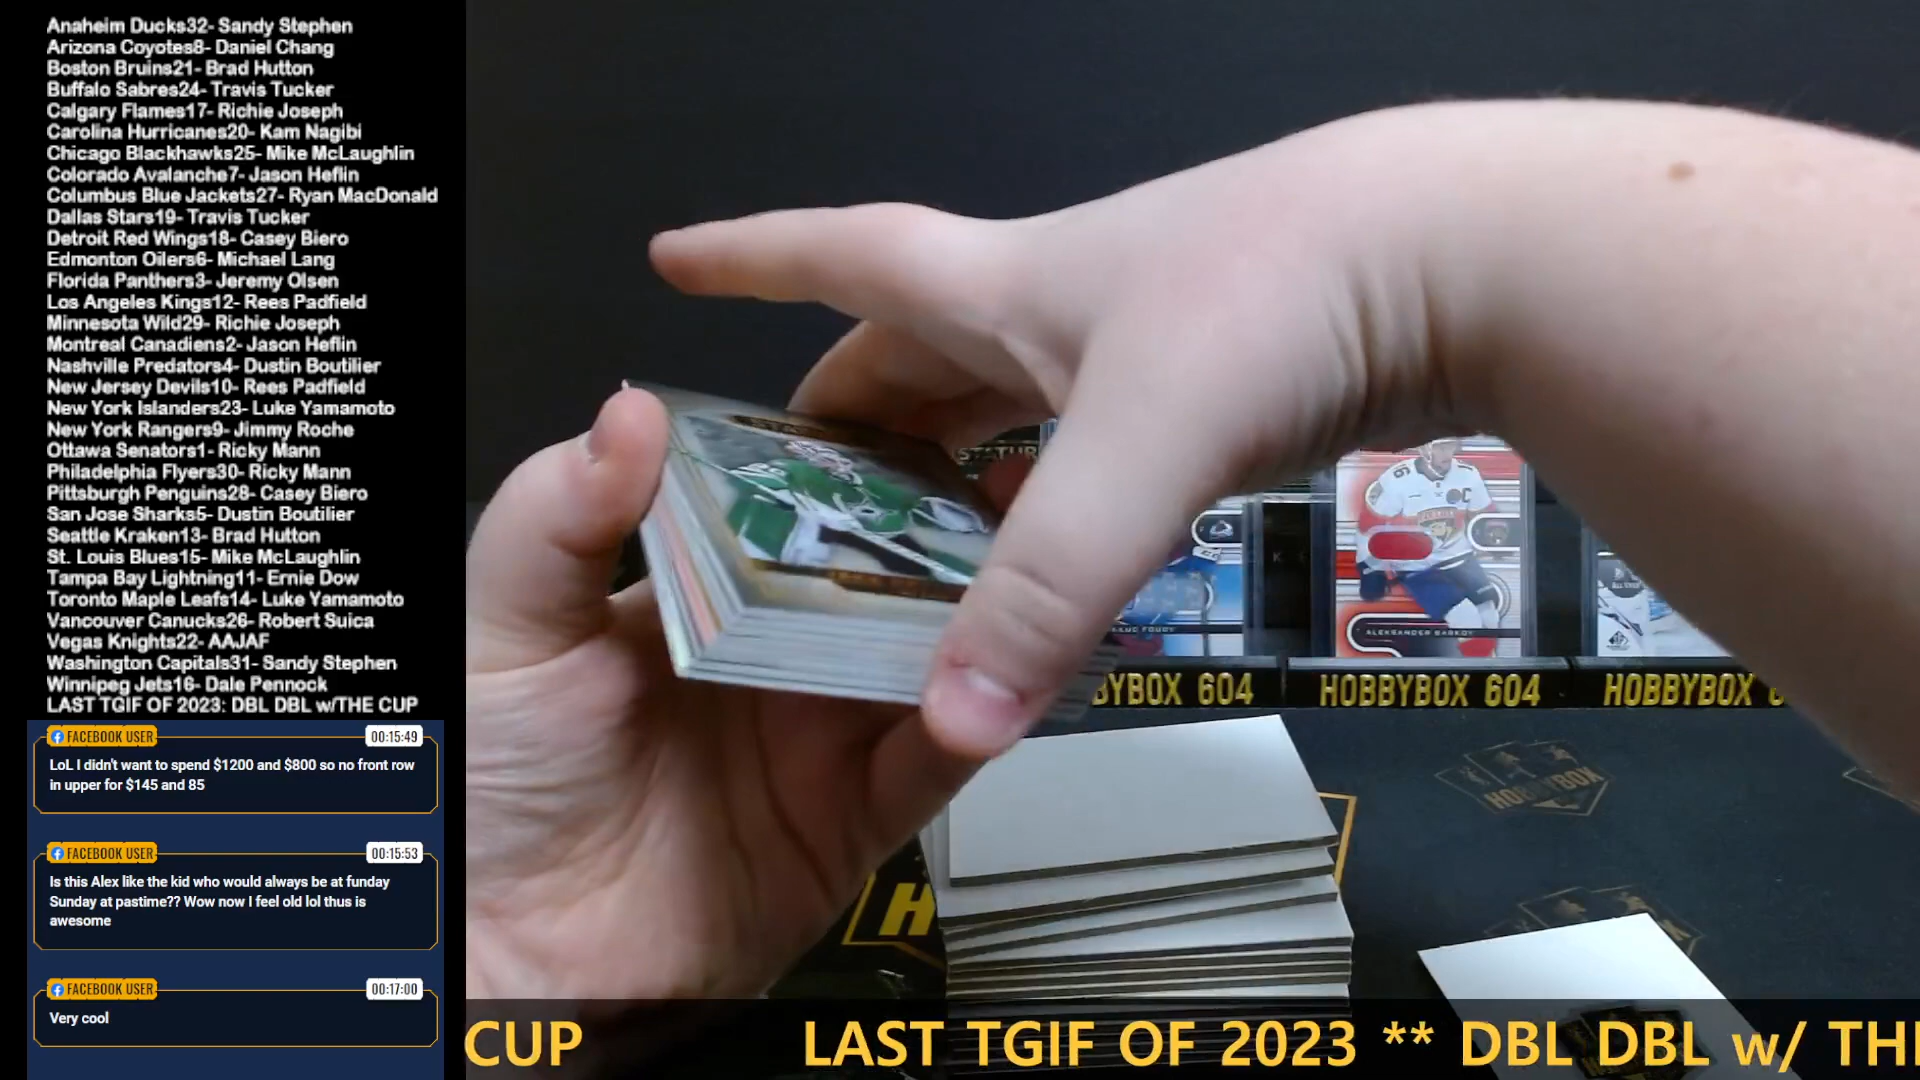 Anaheim Ducks32- Sandy Stephen
Arizona Coyotes8- Daniel Chang
Boston Bruins21- Brad Hutton
Buffalo Sabres24- Travis Tucker
Calgary Flames17- Richie Joseph
Carolina Hurricanes20- Kam Nagibi
Chicago Blackhawks25- Mike McLaughlin
Colorado Avalanche7- Jason Heflin
Columbus Blue Jackets27- Ryan MacDonald
Dallas Stars19- Travis Tucker
Detroit Red Wings18- Casey Biero
Edmonton Oilers6- Michael Lang
Florida Panthers3- Jeremy Olsen
Los Angeles Kings12- Rees Padfield
Minnesota Wild29- Richie Joseph
Montreal Canadiens2- Jason Heflin
Nashville Predators4- Dustin Boutilier
New Jersey Devils10- Rees Padfield
New York Islanders23- Luke Yamamoto
New York Rangers9- Jimmy Roche
Ottawa Senators1- Ricky Mann
Philadelphia Flyers30- Ricky Mann
Pittsburgh Penguins28- Casey Biero
San Jose Sharks5- Dustin Boutilier
Seattle Kraken13- Brad Hutton
St. Louis Blues15- Mike McLaughlin
Tampa Bay Lightning11- Ernie Dow
Toronto Maple Leafs14- Luke Yamamoto
Vancouver Canucks26- Robert Suica
Vegas Knights22- AAJAF
Washington Capitals31- Sandy Stephen
Winnipeg Jets16- Dale Pennock
LAST TGIF OF 2023: DBL DBL w/THE CUP
FACEBOOK USER 00:15:49
LoL I didn't want to spend $1200 and $800 so no front row
in upper for $145 and 85
FACEBOOK USER 00:15:53
Is this Alex like the kid who would always be at funday
Sunday at pastime?? Wow now I feel old lol thus is
awesome
FACEBOOK USER 00:17:00
Very cool
16
ALEKSANDER BARKOV
BYBOX 604
HOBBYBOX 604
HOBBYBOX
HOBBYBOX
H
CUP LAST TGIF OF 2023 ** DBL DBL w/ THE